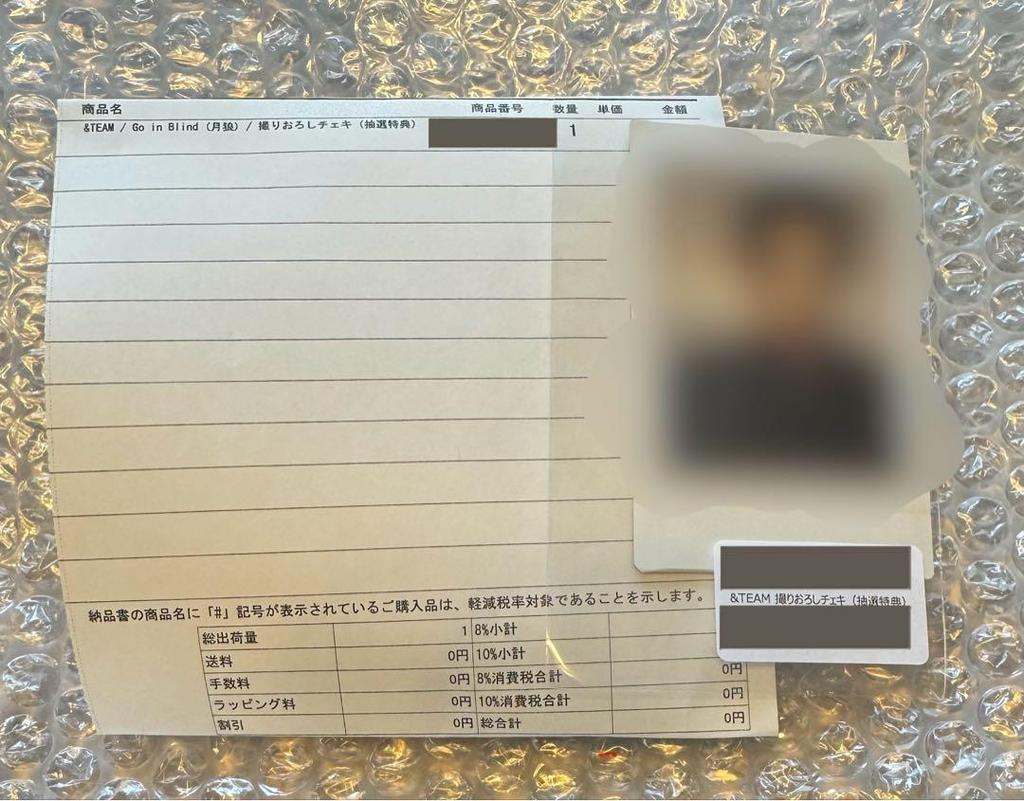 商品名 商品番号 数量 単価 金額
&TEAM / Go in Blind (月狼) / 撮りおろしチェキ (抽選特典) 1
納品書の商品名に「#」記号が表示されているご購入品は、軽減税率対象であることを示します。
&TEAM 撮りおろしチェキ (抽選特典)
総出荷量 1 8%小計
送料 0円 10%小計
手数料 0円 8%消費税合計 0円
ラッピング料 0円 10%消費税合計 0円
割引 0円 総合計 0円